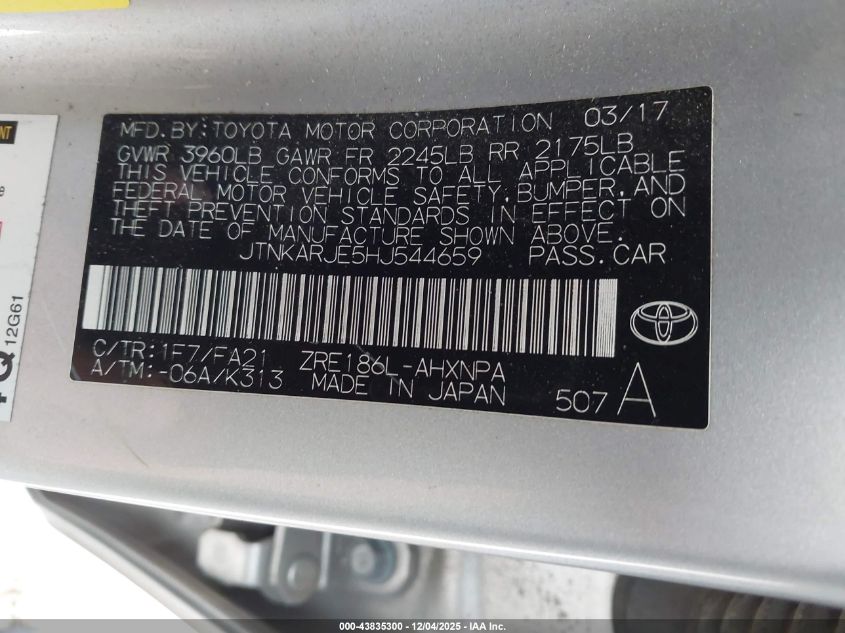 MFD. BY: TOYOTA MOTOR CORPORATION 03/17
GVWR 3960LB GAWR FR 2245LB RR 2175LB
THIS VEHICLE CONFORMS TO ALL APPLICABLE
FEDERAL MOTOR VEHICLE SAFETY, BUMPER, AND
THEFT PREVENTION STANDARDS IN EFFECT ON
THE DATE OF MANUFACTURE SHOWN ABOVE.
JTNKARJE5HJ544659 PASS. CAR
C/TR: 1F7/FA21 ZRE186L-AHXNPA
A/TM: -06A/K313 MADE IN JAPAN
507 A
12G61
000-43835300 - 12/04/2025 - IAA Inc.